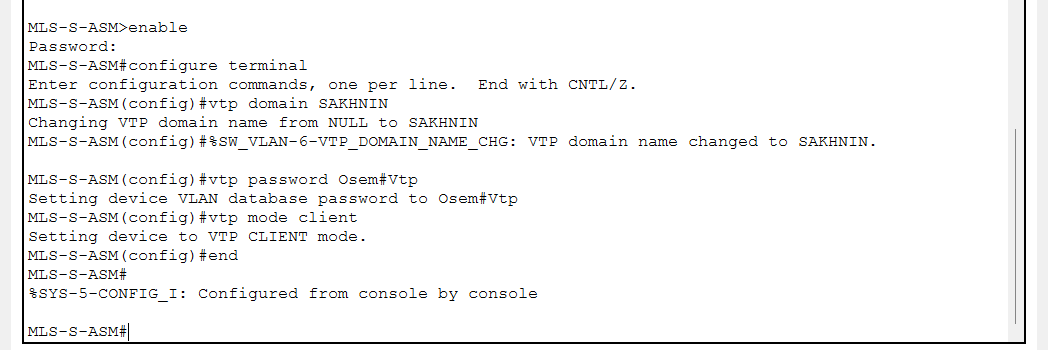 MLS-S-ASM>enable
Password:
MLS-S-ASM#configure terminal
Enter configuration commands, one per line.  End with CNTL/Z.
MLS-S-ASM(config)#vtp domain SAKHNIN
Changing VTP domain name from NULL to SAKHNIN
MLS-S-ASM(config)#%SW_VLAN-6-VTP_DOMAIN_NAME_CHG: VTP domain name changed to SAKHNIN.
MLS-S-ASM(config)#vtp password Osem#Vtp
Setting device VLAN database password to Osem#Vtp
MLS-S-ASM(config)#vtp mode client
Setting device to VTP CLIENT mode.
MLS-S-ASM(config)#end
MLS-S-ASM#
%SYS-5-CONFIG_I: Configured from console by console
MLS-S-ASM#